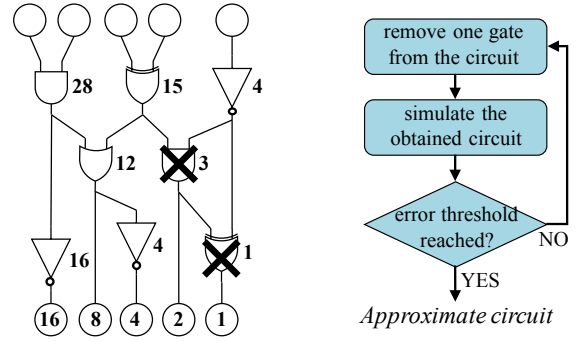 28
15
4
12
3
16
4
1
16
8
4
2
1
remove one gate
from the circuit
simulate the
obtained circuit
error threshold
reached?
NO
YES
Approximate circuit